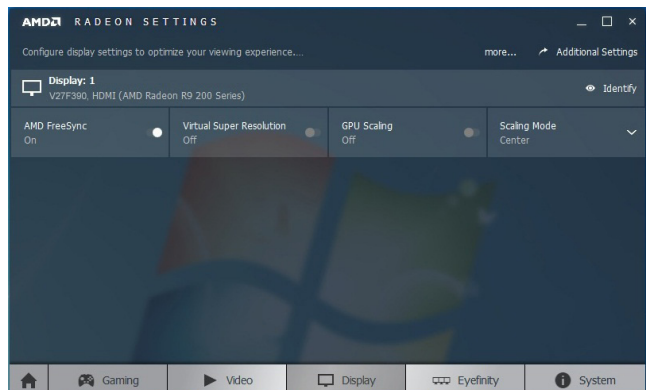 AMD RADEON SETTINGS
Configure display settings to optimize your viewing experience....
more...
Additional Settings
Display: 1
V27F390, HDMI (AMD Radeon R9 200 Series)
Identify
AMD FreeSync
On
Virtual Super Resolution
Off
GPU Scaling
Off
Scaling Mode
Center
Gaming
Video
Display
Eyefinity
System